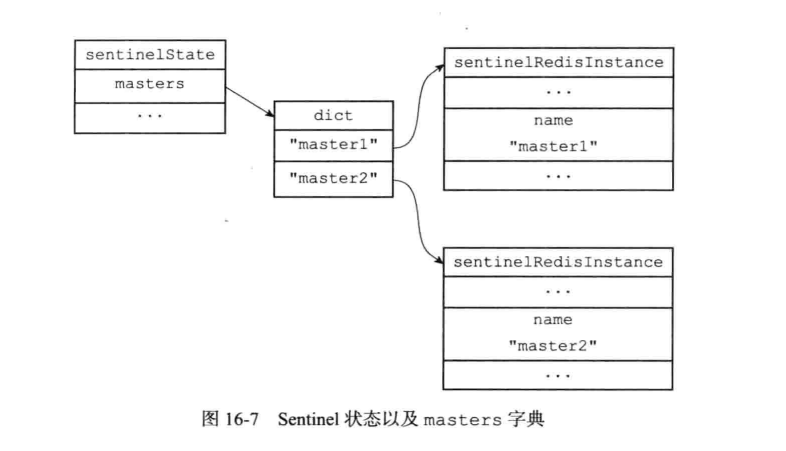 sentinelState
masters
...
dict
"master1"
"master2"
sentinelRedisInstance
...
name
"master1"
...
sentinelRedisInstance
...
name
"master2"
...
图 16-7 Sentinel 状态以及 masters 字典